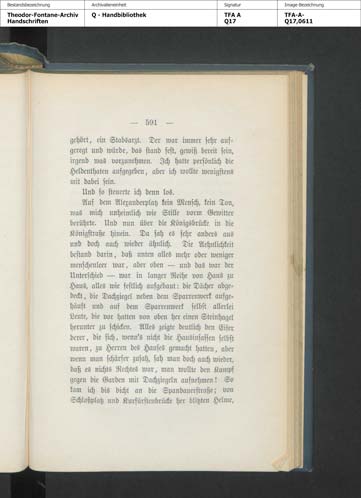 Bestandsbezeichnung
Archivalieneinheit
Signatur
Image-Bezeichnung
Theodor-Fontane-Archiv
Handschriften
Q - Handbibliothek
TFA A
Q17
TFA-A-
Q17,0611
— 591 —
gehört, ein Stabsarzt. Der war immer sehr auf-
geregt und würde, das stand fest, gewiß bereit sein,
irgend was vorzunehmen. Ich hatte persönlich die
Heldenthaten aufgegeben, aber ich wollte wenigstens
mit dabei sein.
Und so steuerte ich denn los.
Auf dem Alexanderplatz kein Mensch, kein Ton,
was mich unheimlich wie Stille vorm Gewitter
berührte. Und nun über die Königsbrücke in die
Königstraße hinein. Da sah es sehr anders aus
und doch auch wieder ähnlich. Die Aehnlichkeit
bestand darin, daß unten alles mehr oder weniger
menschenleer war, aber oben — und das war der
Unterschied — war in langer Reihe von Haus zu
Haus, alles wie festlich aufgebaut: die Dächer abge-
deckt, die Dachziegel neben dem Sparrenwerk aufge-
häuft und auf dem Sparrenwerk selbst allerlei
Leute, die vor hatten von oben her einen Steinhagel
herunter zu schicken. Alles zeigte deutlich den Eifer
derer, die sich, wenn's nicht die Hausinsassen selbst
waren, zu Herren des Hauses gemacht hatten, aber
wenn man schärfer zusah, sah man doch auch wieder,
daß es nichts Rechtes war, man wollte den Kampf
gegen die Garden mit Dachziegeln aufnehmen! So
kam ich bis dicht an die Spandauerstraße; von
Schloßplatz und Kurfürstenbrücke her blitzten Helme,